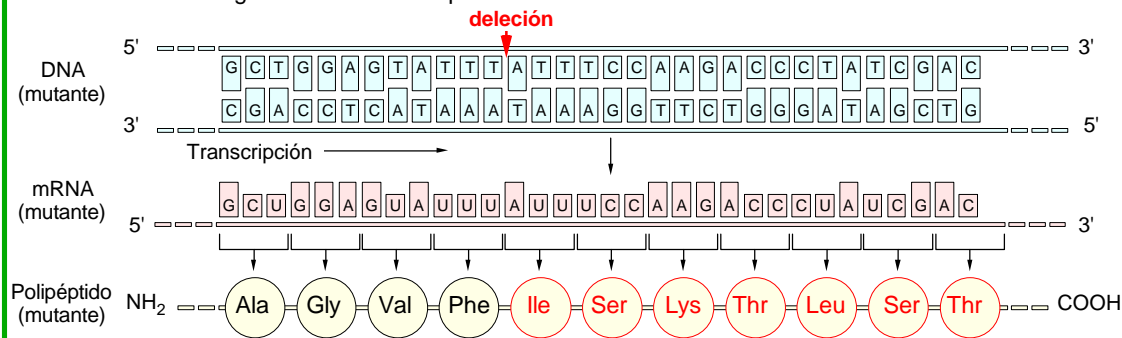 deleción
5' 3'
DNA
(mutante)
G C T G G A G T A T T T A T T T C C A A G A C C C T A T C G A C
C G A C C T C A T A A A T A A A G G T T C T G G G A T A G C T G
3' 5'
Transcripción
mRNA
(mutante)
G C U G G A G U A U U U A U U U C C A A G A C C C U A U C G A C
5' 3'
Polipéptido
(mutante)
NH2 Ala Gly Val Phe Ile Ser Lys Thr Leu Ser Thr COOH